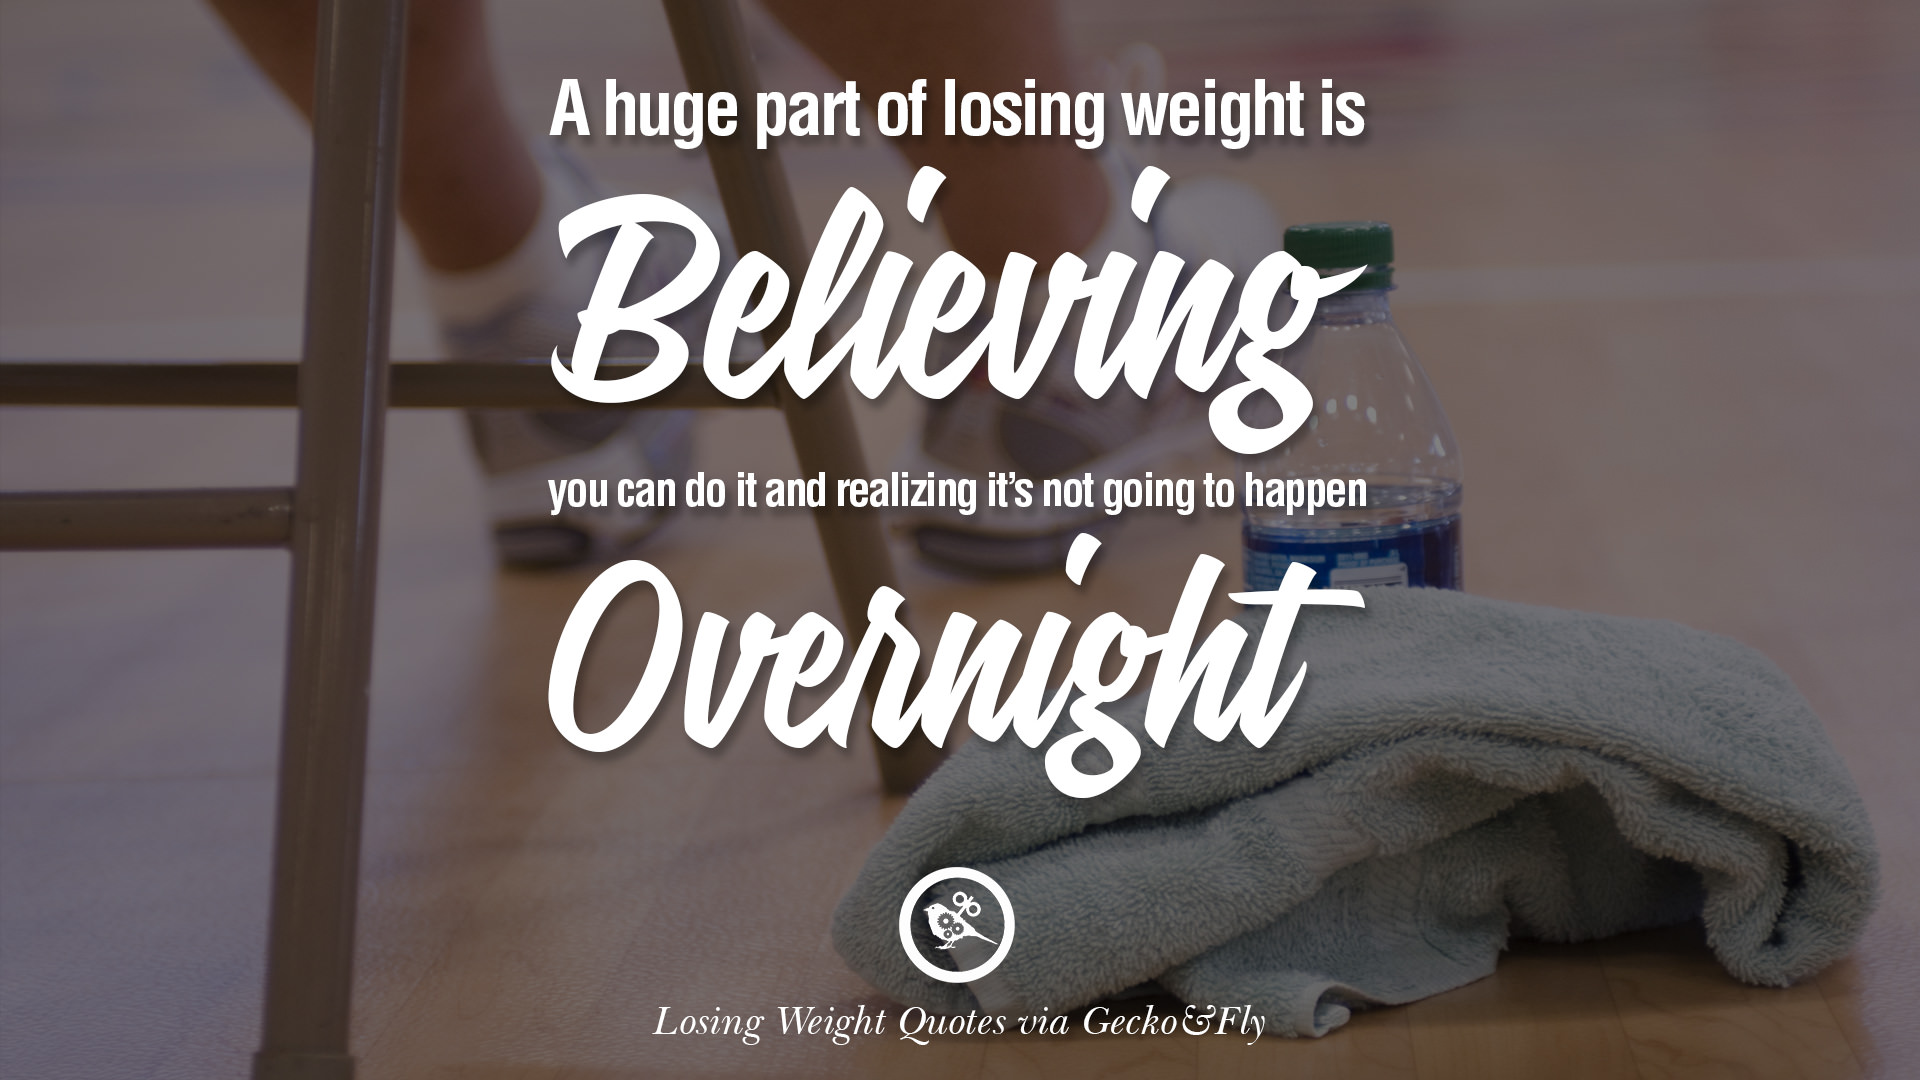 A huge part of losing weight is
Believing
you can do it and realizing it’s not going to happen
Overnight
Losing Weight Quotes via Gecko&Fly